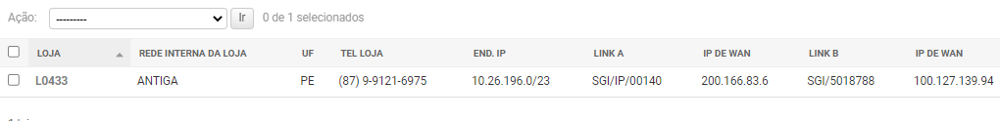 Ação: --------- Ir 0 de 1 selecionados
LOJA REDE INTERNA DA LOJA UF TEL LOJA END. IP LINK A IP DE WAN LINK B IP DE WAN
L0433 ANTIGA PE (87) 9-9121-6975 10.26.196.0/23 SGI/IP/00140 200.166.83.6 SGI/5018788 100.127.139.94